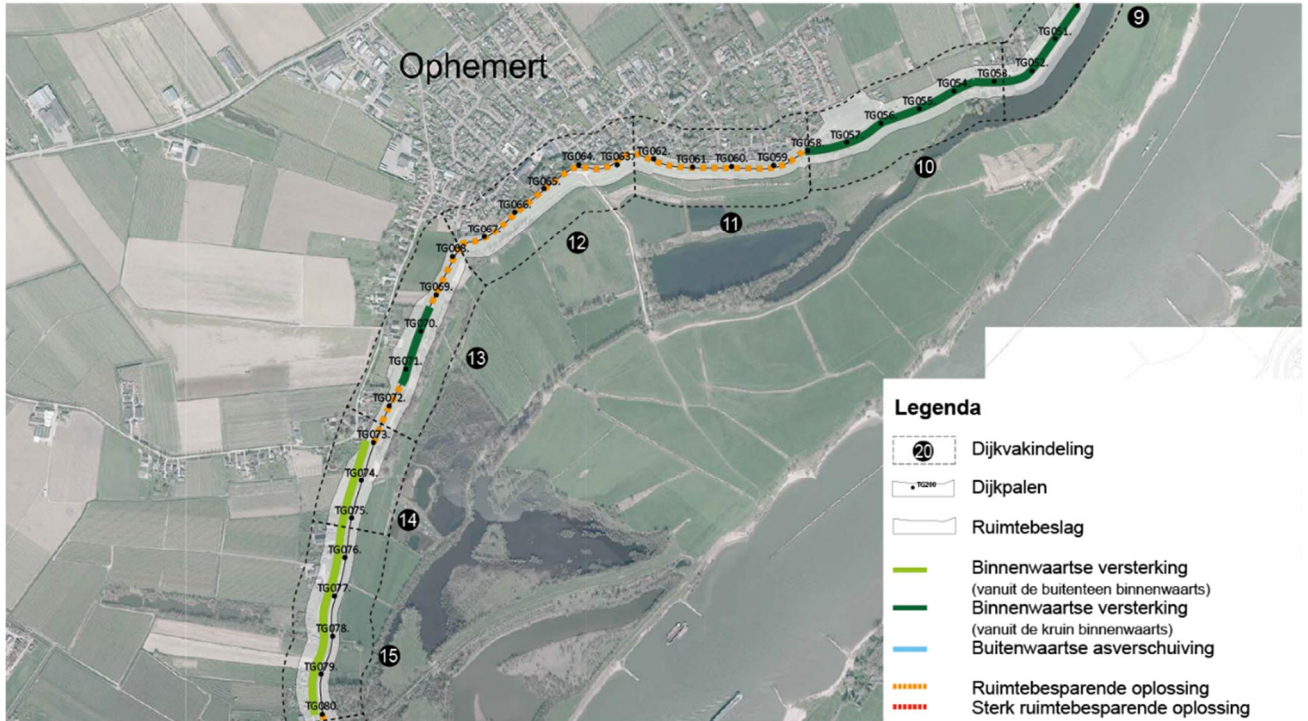 Ophemert
9
TG051.
TG052.
TG053.
TG054.
TG055.
TG056.
TG057.
TG058.
10
TG059.
TG060.
TG061.
TG062.
11
TG063.
TG064.
TG065.
TG066.
TG067.
12
TG068.
TG069.
TG070.
TG071.
TG072.
13
TG073.
TG074.
TG075.
14
TG076.
TG077.
TG078.
TG079.
TG080.
15
Legenda
20 Dijkvakindeling
TG200 Dijkpalen
Ruimtebeslag
Binnenwaartse versterking
(vanuit de buitenteen binnenwaarts)
Binnenwaartse versterking
(vanuit de kruin binnenwaarts)
Buitenwaartse asverschuiving
Ruimtebesparende oplossing
Sterk ruimtebesparende oplossing